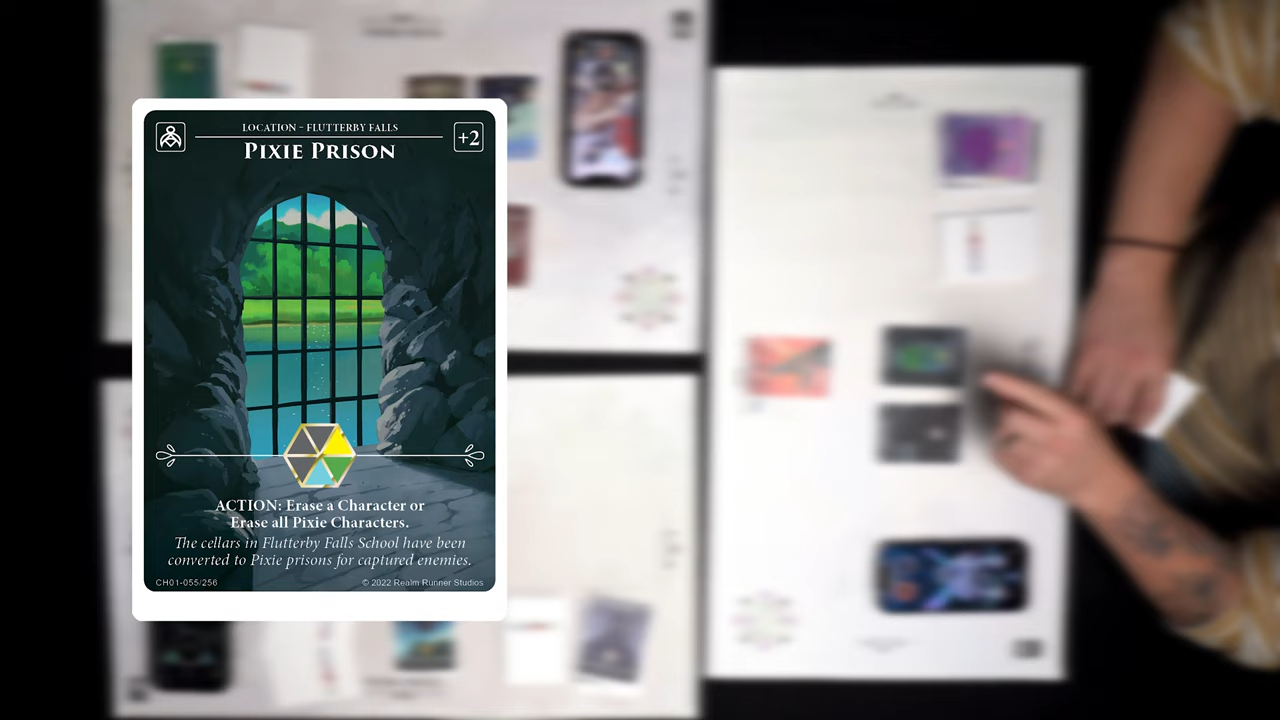 LOCATION – FLUTTERBY FALLS
PIXIE PRISON
+2
ACTION: Erase a Character or
Erase all Pixie Characters.
The cellars in Flutterby Falls School have been
converted to Pixie prisons for captured enemies.
CH01-055/256
© 2022 Realm Runner Studios